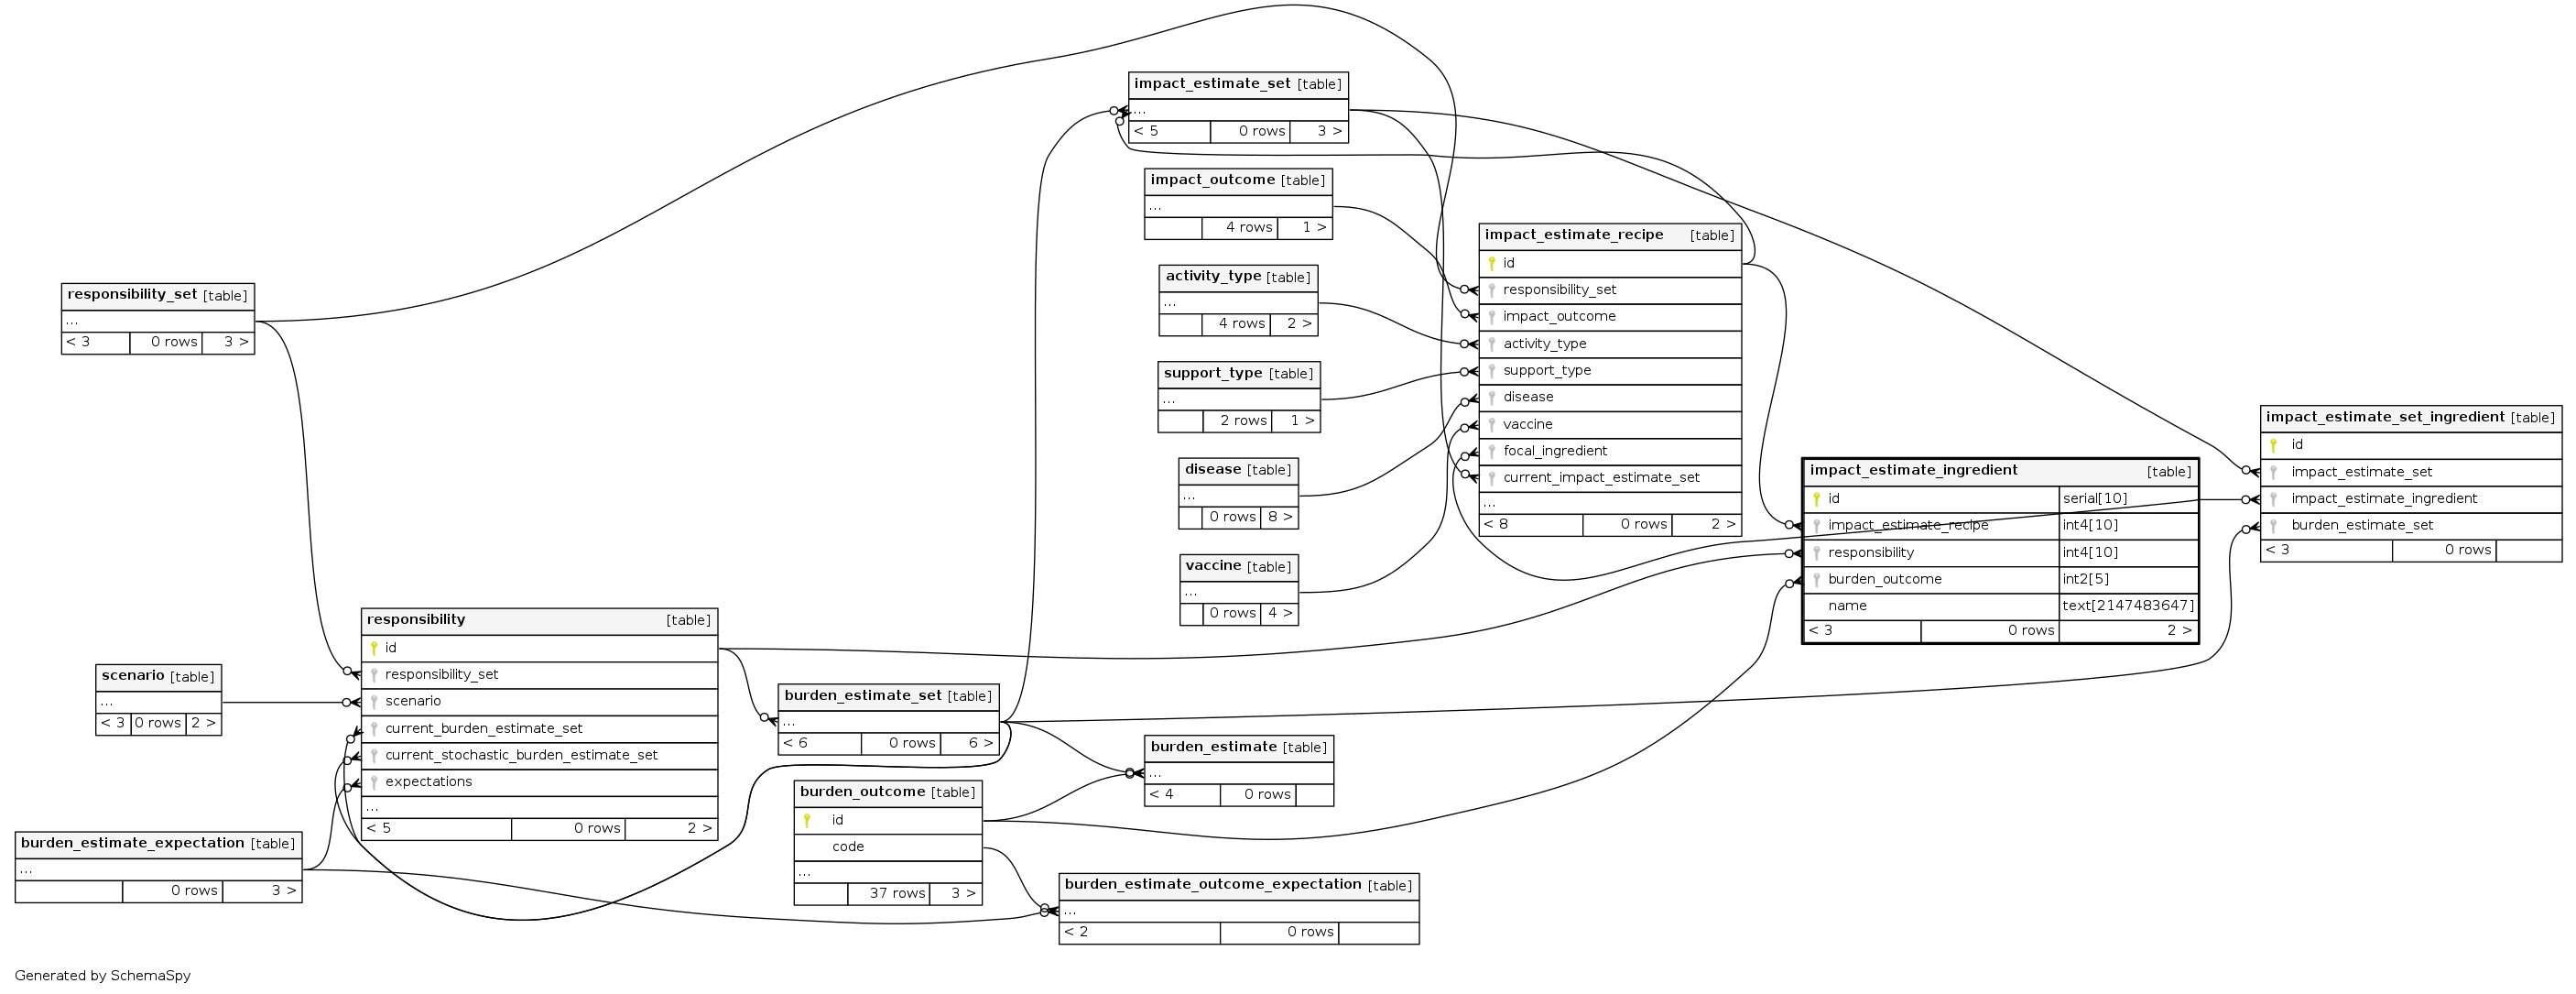 impact_estimate_set [table]
...
< 5 0 rows 3 >
impact_outcome [table]
...
4 rows 1 >
activity_type [table]
...
4 rows 2 >
support_type [table]
...
2 rows 1 >
disease [table]
...
0 rows 8 >
vaccine [table]
...
0 rows 4 >
impact_estimate_recipe [table]
id
responsibility_set
impact_outcome
activity_type
support_type
disease
vaccine
focal_ingredient
current_impact_estimate_set
...
< 8 0 rows 2 >
responsibility_set [table]
...
< 3 0 rows 3 >
impact_estimate_set_ingredient [table]
id
impact_estimate_set
impact_estimate_ingredient
burden_estimate_set
< 3 0 rows
impact_estimate_ingredient [table]
id serial[10]
impact_estimate_recipe int4[10]
responsibility int4[10]
burden_outcome int2[5]
name text[2147483647]
< 3 0 rows 2 >
responsibility [table]
id
responsibility_set
scenario
current_burden_estimate_set
current_stochastic_burden_estimate_set
expectations
...
< 5 0 rows 2 >
scenario [table]
...
< 3 0 rows 2 >
burden_estimate_set [table]
...
< 6 0 rows 6 >
burden_estimate [table]
...
< 4 0 rows
burden_outcome [table]
id
code
...
37 rows 3 >
burden_estimate_expectation [table]
...
0 rows 3 >
burden_estimate_outcome_expectation [table]
...
< 2 0 rows
Generated by SchemaSpy